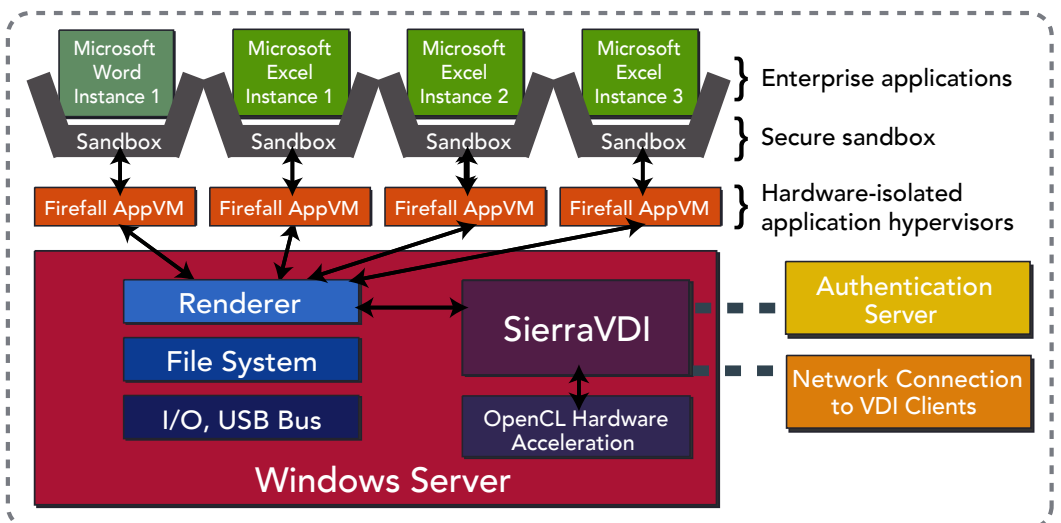 Microsoft
Word
Instance 1
Microsoft
Excel
Instance 1
Microsoft
Excel
Instance 2
Microsoft
Excel
Instance 3
} Enterprise applications
Sandbox
Sandbox
Sandbox
Sandbox
} Secure sandbox
Firefall AppVM
Firefall AppVM
Firefall AppVM
Firefall AppVM
} Hardware-isolated
application hypervisors
Renderer
File System
I/O, USB Bus
SierraVDI
OpenCL Hardware
Acceleration
Windows Server
Authentication
Server
Network Connection
to VDI Clients